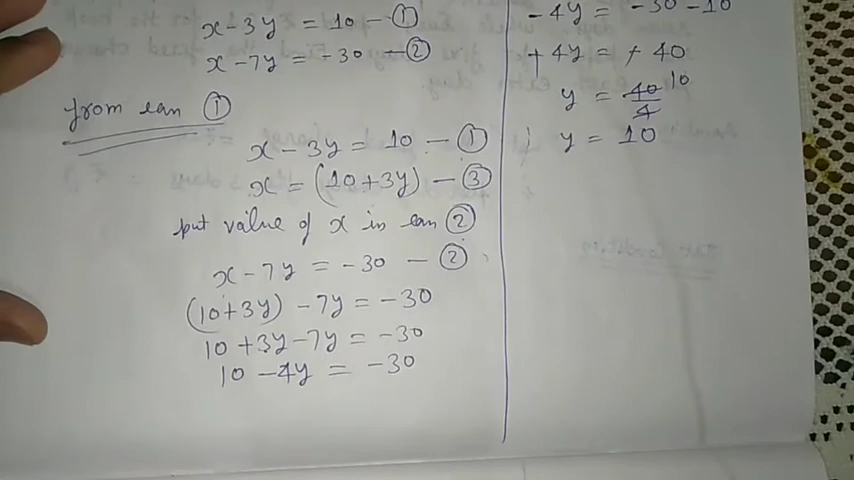 x - 3y = 10 - ①
x - 7y = -30 - ②
from ean ①
x - 3y = 10 - ①
x = (10+3y) - ③
put value of x in ean ②
x - 7y = -30 - ②
(10+3y) - 7y = -30
10 + 3y - 7y = -30
10 - 4y = -30
-4y = -30 -10
+4y = +40
y = 40/4 10
; y = 10